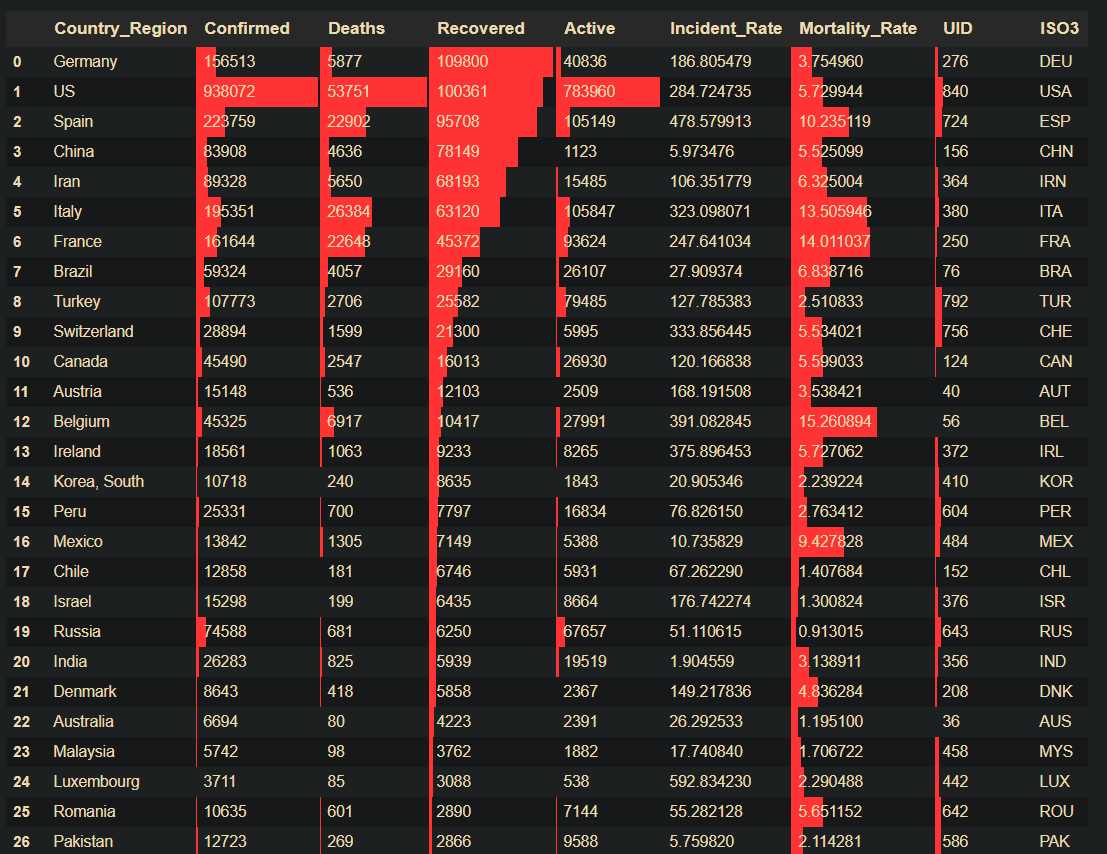 Country_Region Confirmed Deaths Recovered Active Incident_Rate Mortality_Rate UID ISO3
0 Germany 156513 5877 109800 40836 186.805479 3.754960 276 DEU
1 US 938072 53751 100361 783960 284.724735 5.729944 840 USA
2 Spain 223759 22902 95708 105149 478.579913 10.235119 724 ESP
3 China 83908 4636 78149 1123 5.973476 5.525099 156 CHN
4 Iran 89328 5650 68193 15485 106.351779 6.325004 364 IRN
5 Italy 195351 26384 63120 105847 323.098071 13.505946 380 ITA
6 France 161644 22648 45372 93624 247.641034 14.011037 250 FRA
7 Brazil 59324 4057 29160 26107 27.909374 6.838716 76 BRA
8 Turkey 107773 2706 25582 79485 127.785383 2.510833 792 TUR
9 Switzerland 28894 1599 21300 5995 333.856445 5.534021 756 CHE
10 Canada 45490 2547 16013 26930 120.166838 5.599033 124 CAN
11 Austria 15148 536 12103 2509 168.191508 3.538421 40 AUT
12 Belgium 45325 6917 10417 27991 391.082845 15.260894 56 BEL
13 Ireland 18561 1063 9233 8265 375.896453 5.727062 372 IRL
14 Korea, South 10718 240 8635 1843 20.905346 2.239224 410 KOR
15 Peru 25331 700 7797 16834 76.826150 2.763412 604 PER
16 Mexico 13842 1305 7149 5388 10.735829 9.427828 484 MEX
17 Chile 12858 181 6746 5931 67.262290 1.407684 152 CHL
18 Israel 15298 199 6435 8664 176.742274 1.300824 376 ISR
19 Russia 74588 681 6250 67657 51.110615 0.913015 643 RUS
20 India 26283 825 5939 19519 1.904559 3.138911 356 IND
21 Denmark 8643 418 5858 2367 149.217836 4.836284 208 DNK
22 Australia 6694 80 4223 2391 26.292533 1.195100 36 AUS
23 Malaysia 5742 98 3762 1882 17.740840 1.706722 458 MYS
24 Luxembourg 3711 85 3088 538 592.834230 2.290488 442 LUX
25 Romania 10635 601 2890 7144 55.282128 5.651152 642 ROU
26 Pakistan 12723 269 2866 9588 5.759820 2.114281 586 PAK